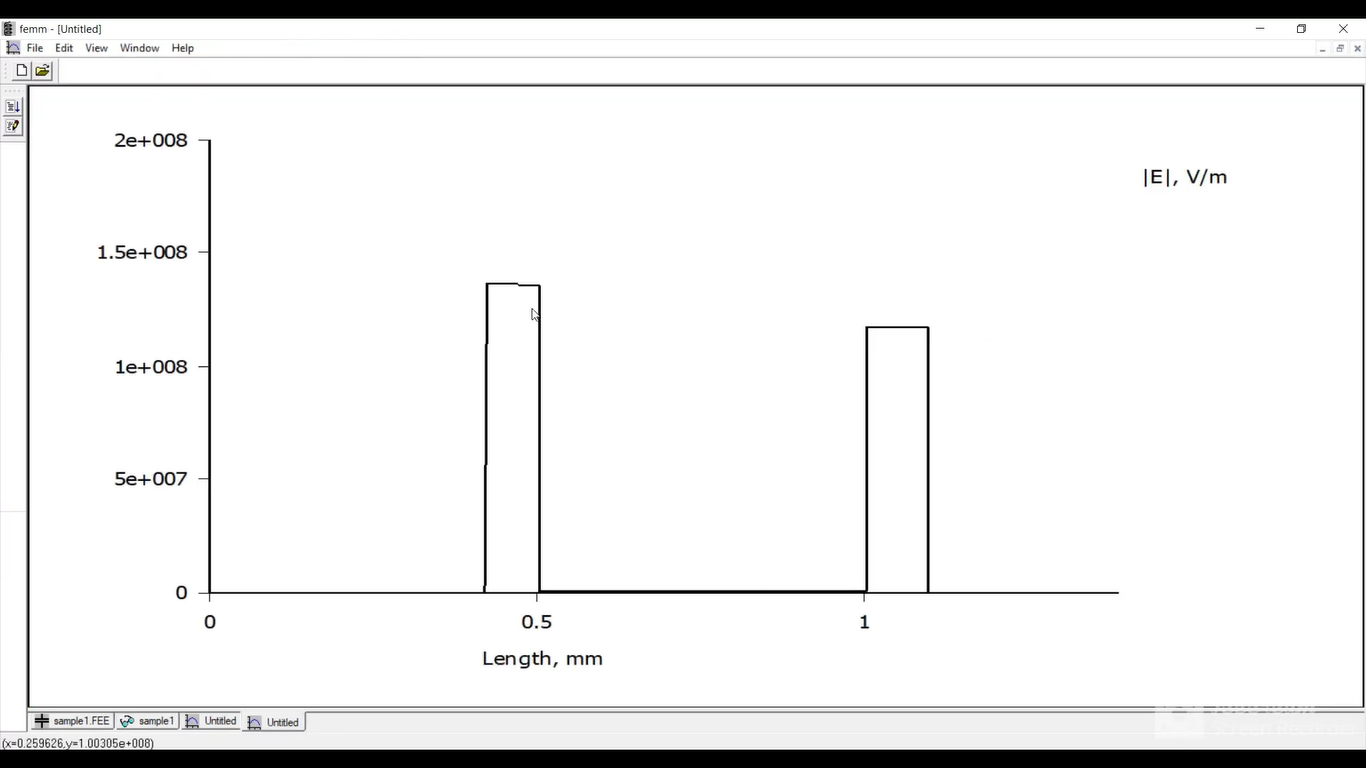 femm - [Untitled]
File Edit View Window Help
2e+008
|E|, V/m
1.5e+008
1e+008
5e+007
0
0 0.5 1
Length, mm
sample1.FEE sample1 Untitled Untitled
(x=0.259626,y=1.00305e+008)